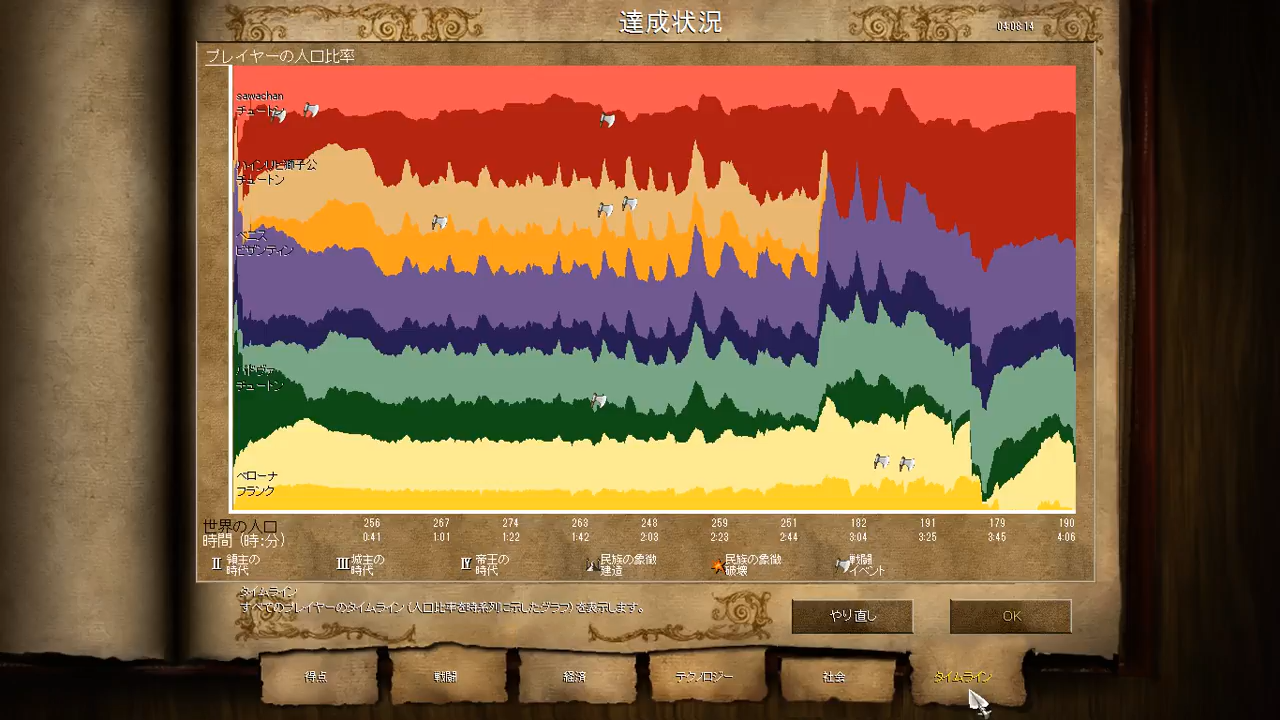 達成状況
04:06:14
プレイヤーの人口比率
sawachan
チュートン
ハインリヒ獅子公
チュートン
ベニス
ビザンティン
パドヴァ
チュートン
ベローナ
フランク
世界の人口 256 267 274 268 248 259 251 182 191 179 190
時間 (時:分) 0:41 1:01 1:22 1:42 2:03 2:23 2:44 3:04 3:25 3:45 4:06
II 領主の時代
III 城主の時代
IV 帝王の時代
民族の象徴建造
民族の象徴破壊
戦闘イベント
タイムライン
すべてのプレイヤーのタイムライン (人口比率を時系列に示したグラフ) を表示します。
やり直し
OK
得点 戦闘 経済 テクノロジー 社会 タイムライン